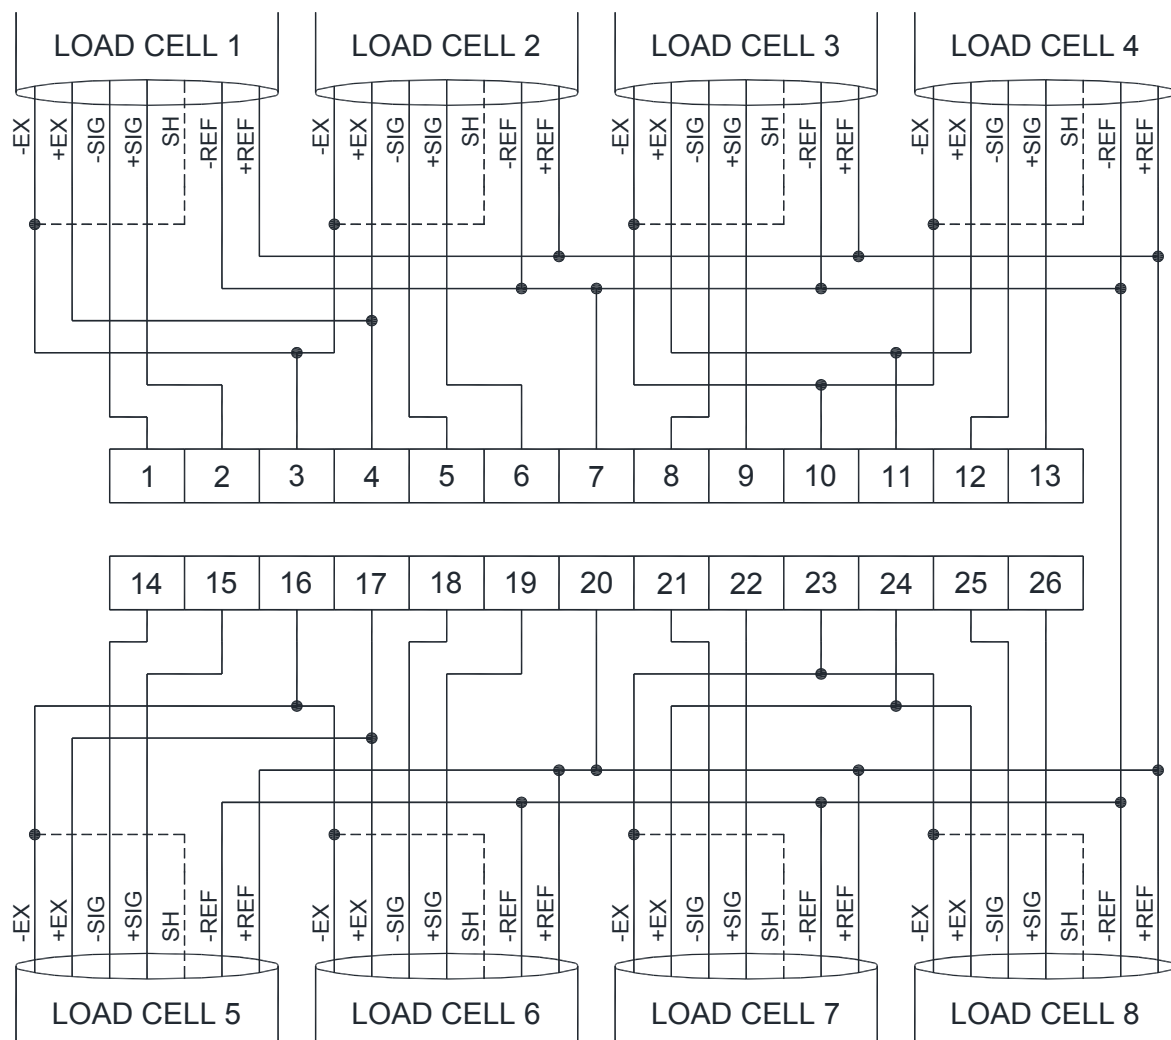 LOAD CELL 1 LOAD CELL 2 LOAD CELL 3 LOAD CELL 4
-EX +EX -SIG +SIG SH -REF +REF -EX +EX -SIG +SIG SH -REF +REF -EX +EX -SIG +SIG SH -REF +REF -EX +EX -SIG +SIG SH -REF +REF
1 2 3 4 5 6 7 8 9 10 11 12 13
14 15 16 17 18 19 20 21 22 23 24 25 26
-EX +EX -SIG +SIG SH -REF +REF -EX +EX -SIG +SIG SH -REF +REF -EX +EX -SIG +SIG SH -REF +REF -EX +EX -SIG +SIG SH -REF +REF
LOAD CELL 5 LOAD CELL 6 LOAD CELL 7 LOAD CELL 8